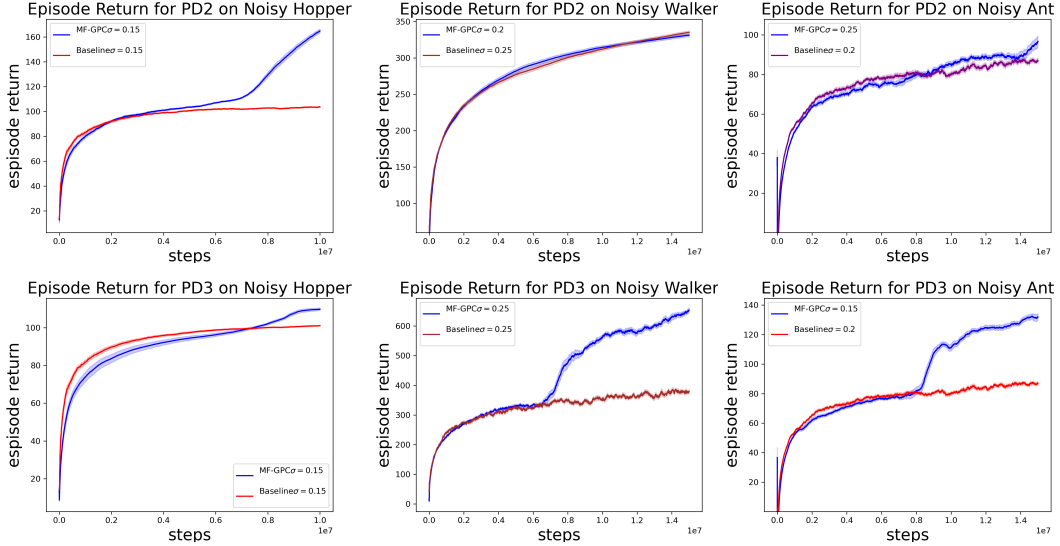 Episode Return for PD2 on Noisy Hopper
MF-GPCσ = 0.15
Baselineσ = 0.15
160
140
120
100
80
60
40
20
espisode return
0.0 0.2 0.4 0.6 0.8 1.0
1e7
steps
Episode Return for PD2 on Noisy Walker
MF-GPCσ = 0.2
Baselineσ = 0.25
350
300
250
200
150
100
espisode return
0.0 0.2 0.4 0.6 0.8 1.0 1.2 1.4
1e7
steps
Episode Return for PD2 on Noisy Ant
MF-GPCσ = 0.25
Baselineσ = 0.2
100
80
60
40
20
0
espisode return
0.0 0.2 0.4 0.6 0.8 1.0 1.2 1.4 1.6
1e7
steps
Episode Return for PD3 on Noisy Hopper
100
80
60
40
20
espisode return
MF-GPCσ = 0.15
Baselineσ = 0.15
0.0 0.2 0.4 0.6 0.8 1.0
1e7
steps
Episode Return for PD3 on Noisy Walker
MF-GPCσ = 0.25
Baselineσ = 0.25
600
500
400
300
200
100
0
espisode return
0.0 0.2 0.4 0.6 0.8 1.0 1.2 1.4
1e7
steps
Episode Return for PD3 on Noisy Ant
MF-GPCσ = 0.15
Baselineσ = 0.2
140
120
100
80
60
40
20
0
espisode return
0.0 0.2 0.4 0.6 0.8 1.0 1.2 1.4 1.6
1e7
steps